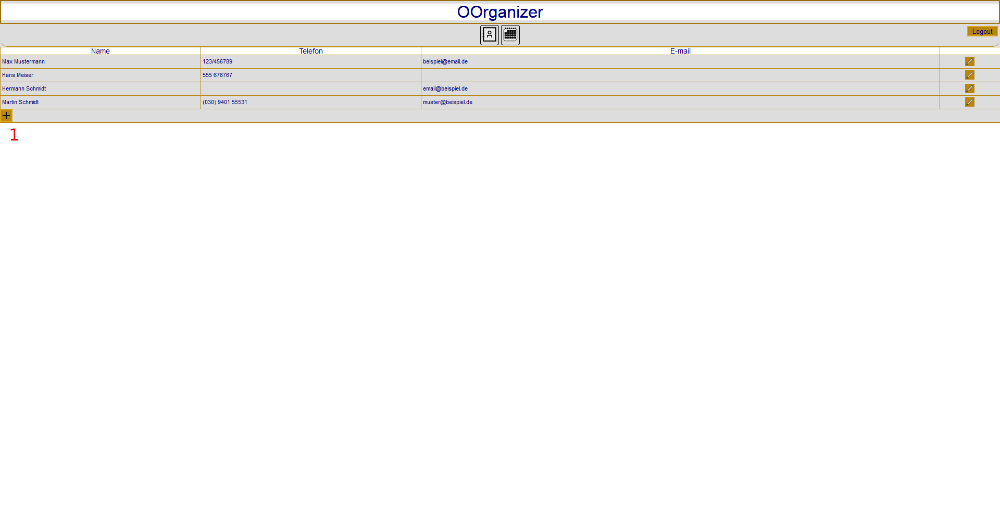 OOrganizer
Logout
Name Telefon E-mail
Max Mustermann 123/456789 beispiel@email.de
Hans Meiser 555 676767
Hermann Schmidt email@beispiel.de
Martin Schmidt (030) 9401 55531 muster@beispiel.de
+
1